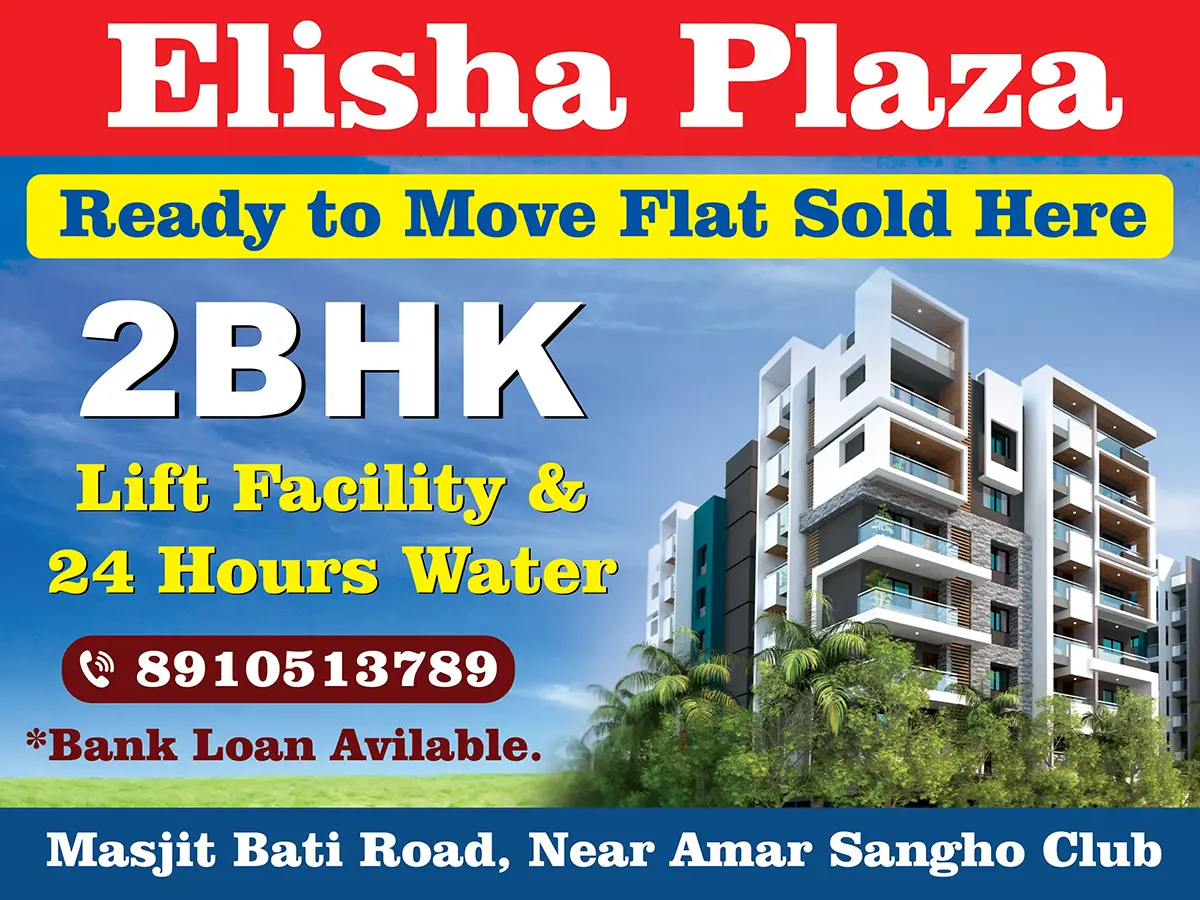 Elisha Plaza
Ready to Move Flat Sold Here
2BHK
Lift Facility &
24 Hours Water
8910513789
*Bank Loan Avilable.
Masjit Bati Road, Near Amar Sangho Club